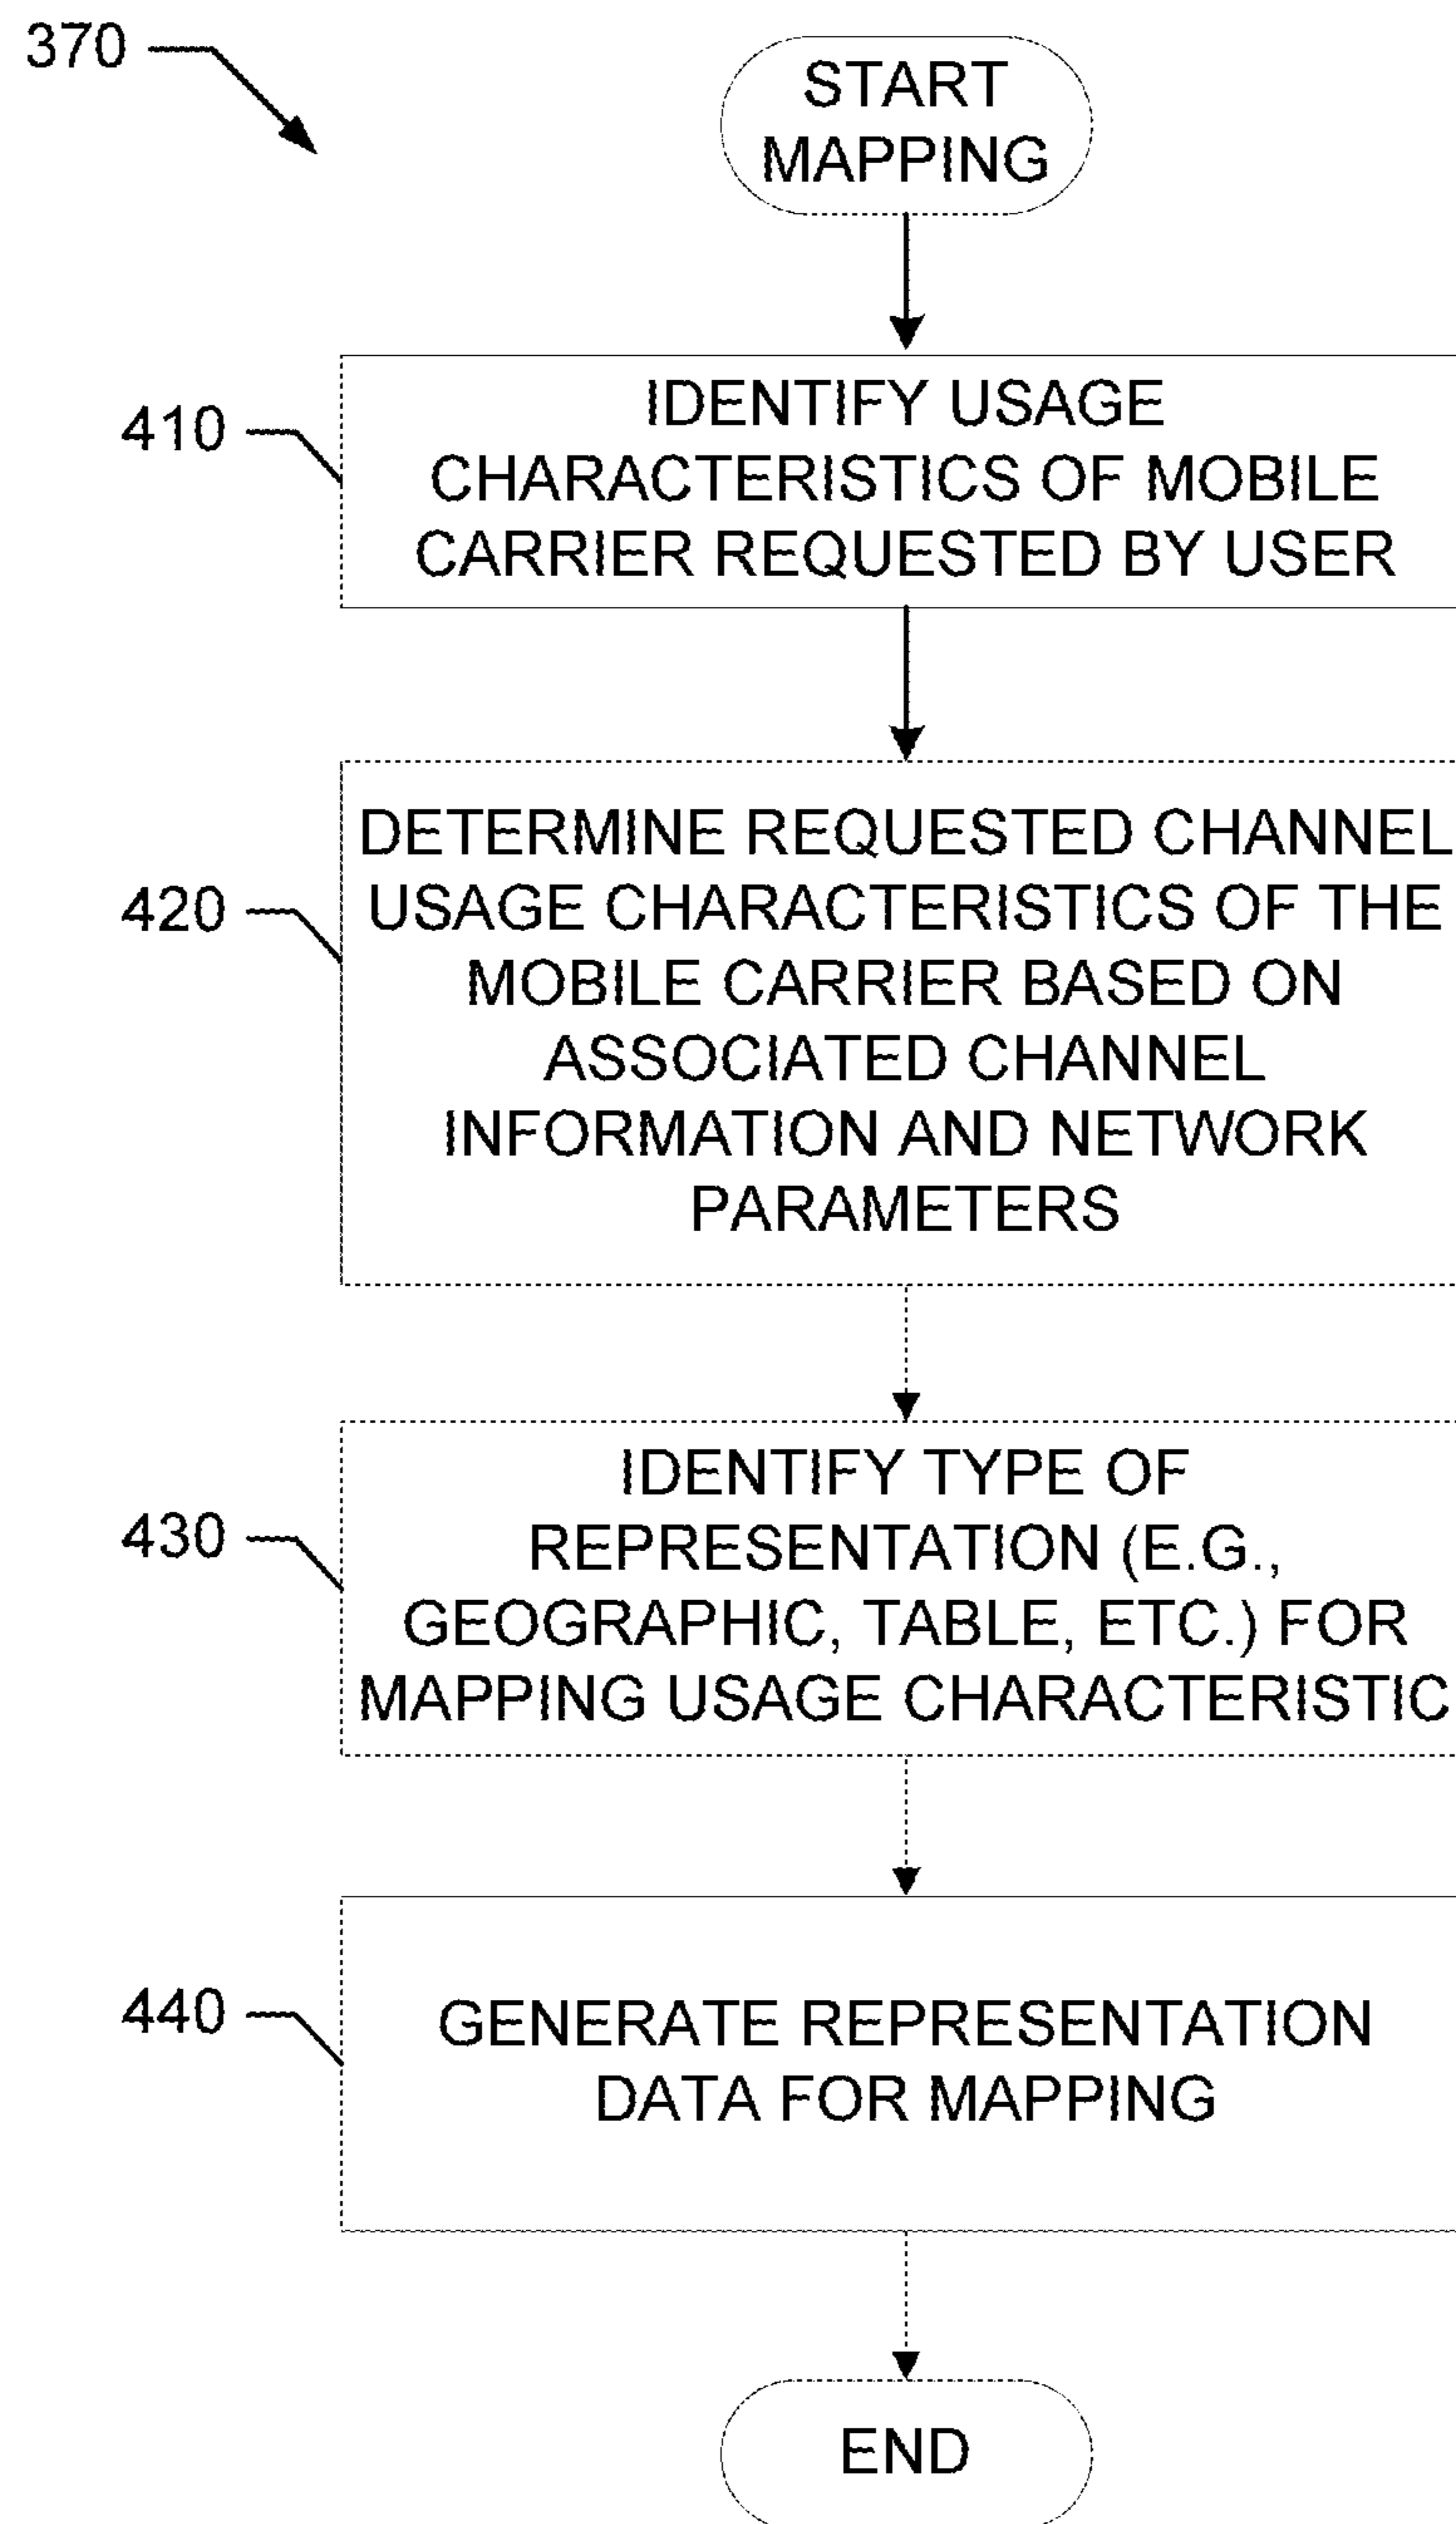 370
START
MAPPING
410
IDENTIFY USAGE
CHARACTERISTICS OF MOBILE
CARRIER REQUESTED BY USER
420
DETERMINE REQUESTED CHANNEL
USAGE CHARACTERISTICS OF THE
MOBILE CARRIER BASED ON
ASSOCIATED CHANNEL
INFORMATION AND NETWORK
PARAMETERS
430
IDENTIFY TYPE OF
REPRESENTATION (E.G.,
GEOGRAPHIC, TABLE, ETC.) FOR
MAPPING USAGE CHARACTERISTIC
440
GENERATE REPRESENTATION
DATA FOR MAPPING
END